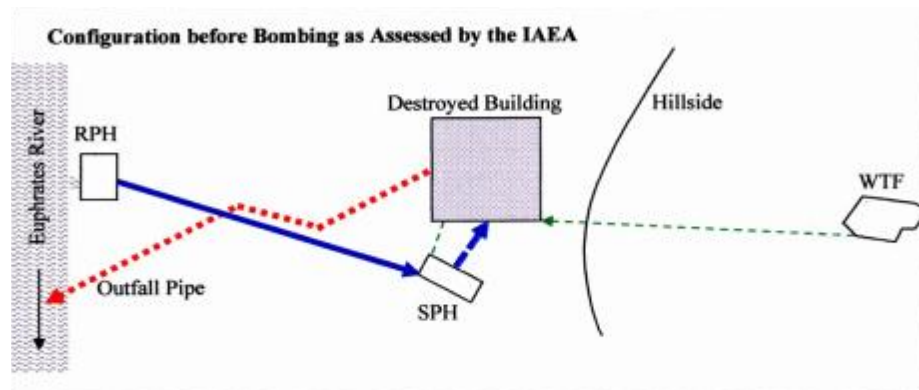 Configuration before Bombing as Assessed by the IAEA
Destroyed Building
Hillside
RPH
Euphrates River
WTF
Outfall Pipe
SPH